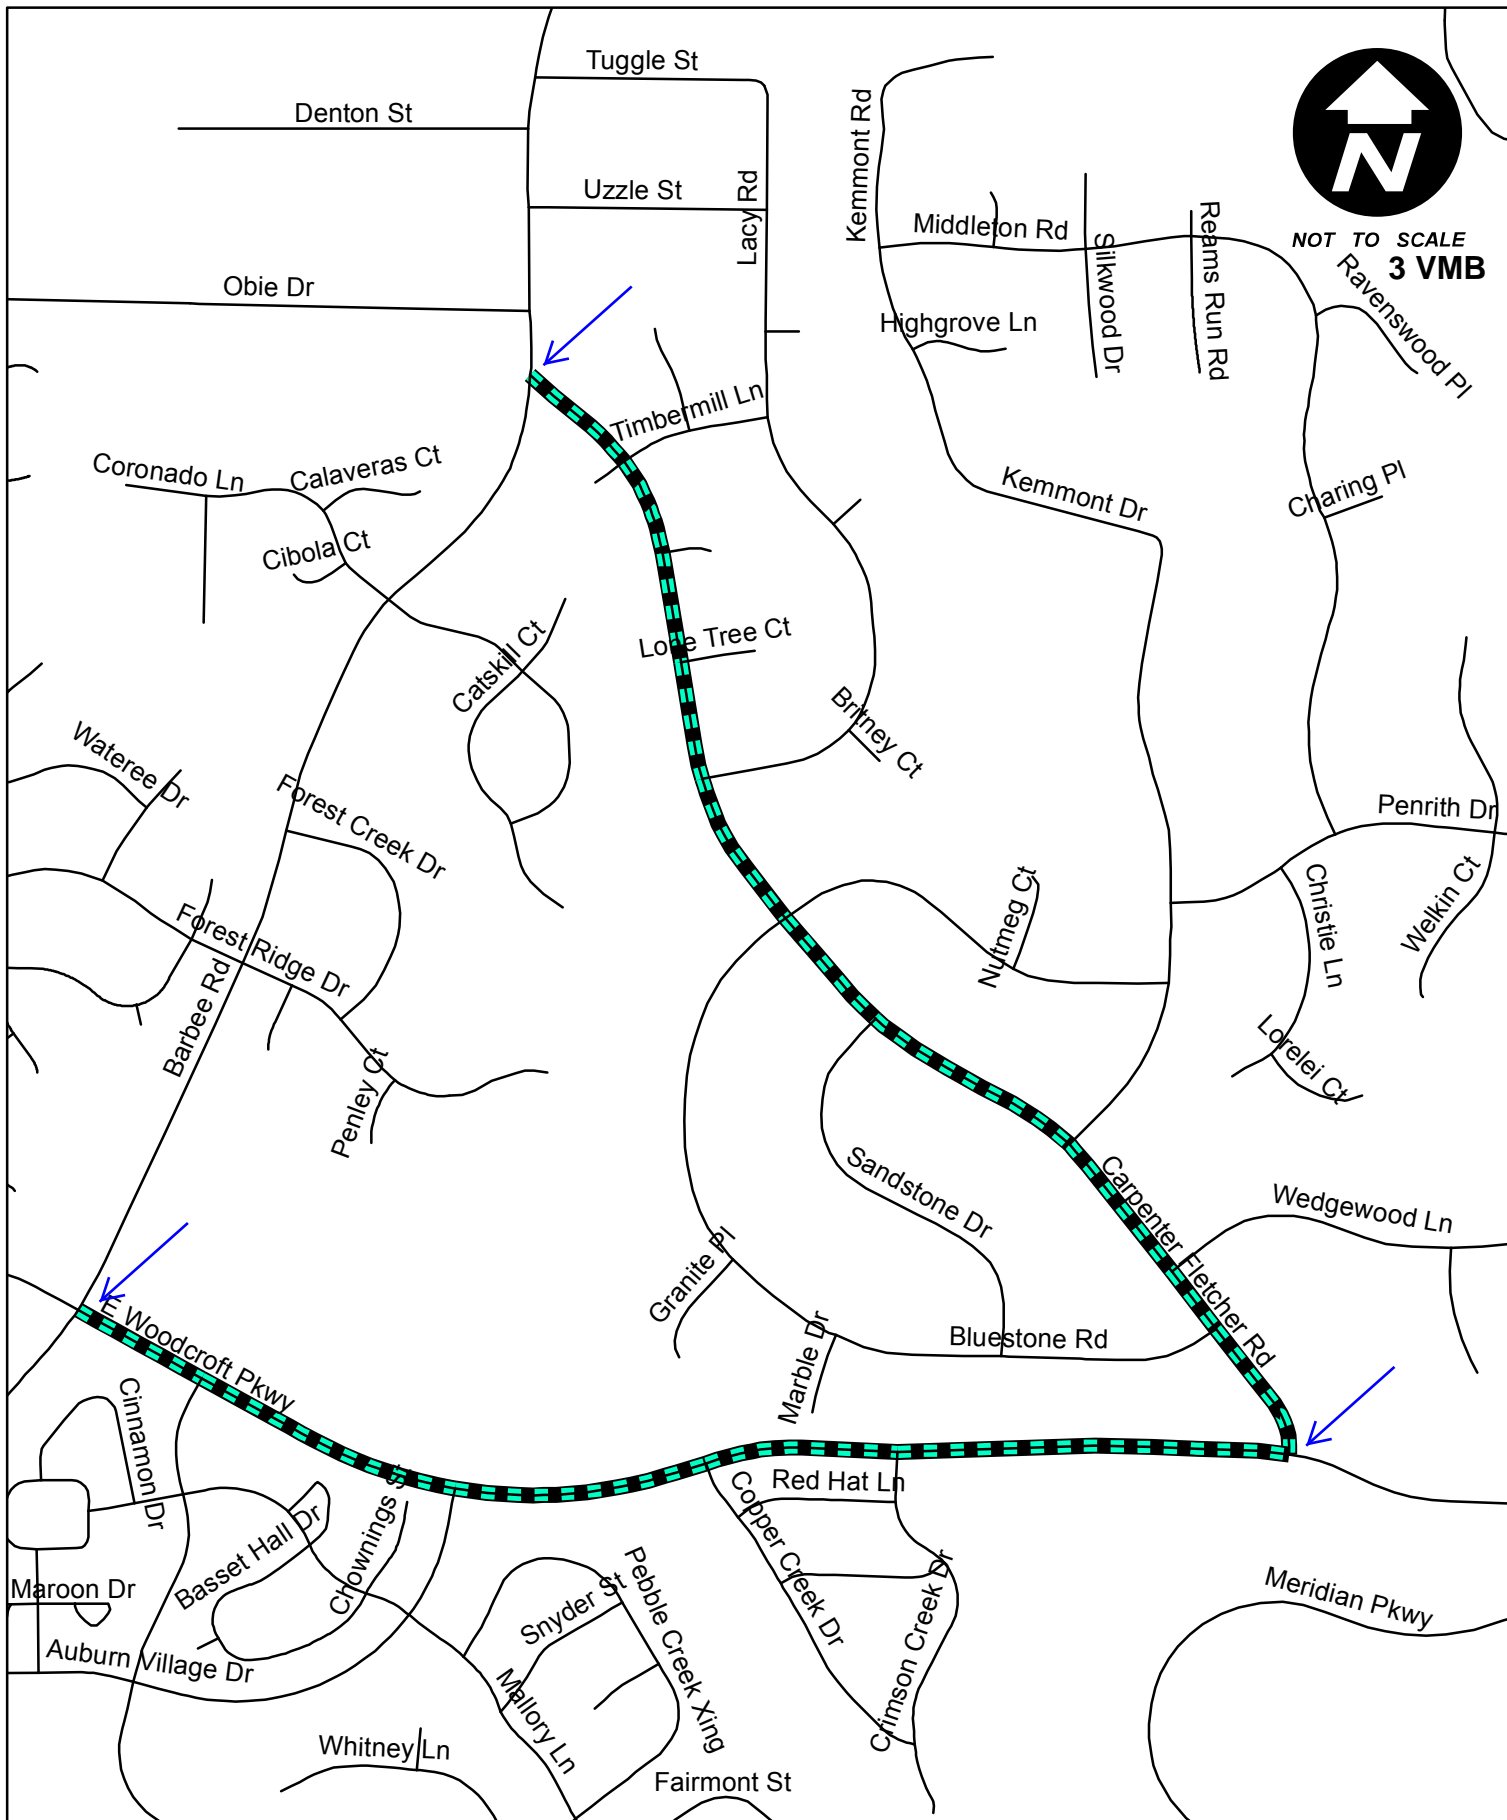 Tuggle St
Denton St
Kemmont Rd
Uzzle St
Lacy Rd
Middleton Rd
Silkwood Dr
Reams Run Rd
N
NOT TO SCALE
3 VMB
Ravenswood Pl
Obie Dr
Highgrove Ln
Timbermill Ln
Coronado Ln
Calaveras Ct
Kemmont Dr
Charing Pl
Cibola Ct
Catskill Ct
Lone Tree Ct
Britney Ct
Wateree Dr
Forest Creek Dr
Penrith Dr
Nutmeg Ct
Christie Ln
Welkin Ct
Forest Ridge Dr
Barbee Rd
Lorelei Ct
Penley Ct
Sandstone Dr
Carpenter Fletcher Rd
Wedgewood Ln
Granite Pl
E Woodcroft Pkwy
Marble Dr
Bluestone Rd
Cinnamon Dr
Red Hat Ln
Copper Creek Dr
Basset Hall Dr
Chownings St
Maroon Dr
Snyder St
Pebble Creek Xing
Crimson Creek Dr
Meridian Pkwy
Auburn Village Dr
Mallory Ln
Whitney Ln
Fairmont St